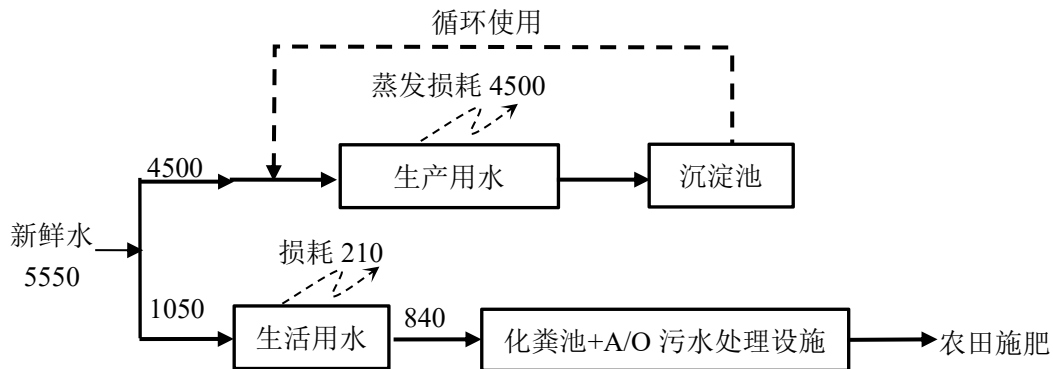 循环使用
蒸发损耗 4500
4500
生产用水
沉淀池
新鲜水
5550
损耗 210
1050
生活用水
840
化粪池+A/O 污水处理设施
农田施肥